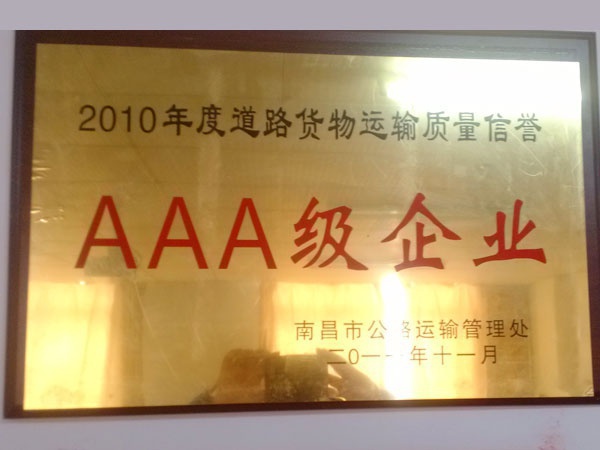 2010年度道路货物运输质量信誉
AAA级企业
南昌市公路运输管理处
二0一一年十一月